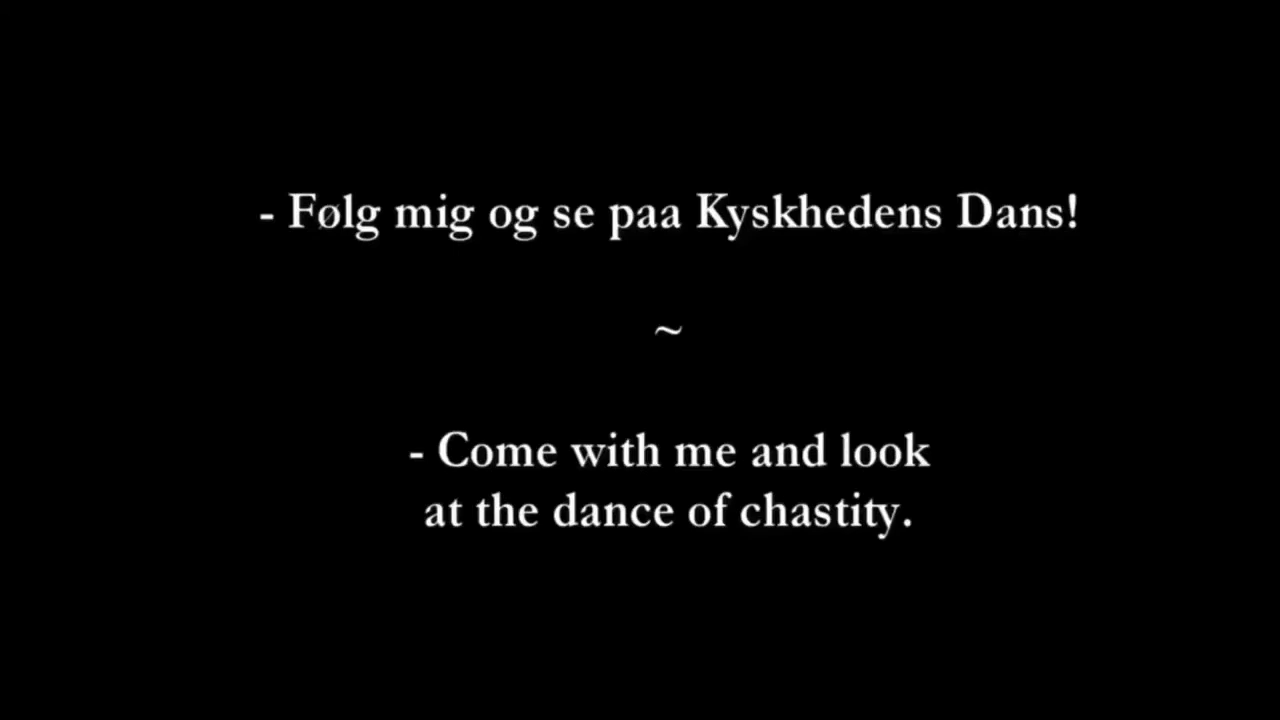 - Følg mig og se paa Kyskhedens Dans!
~
- Come with me and look
at the dance of chastity.